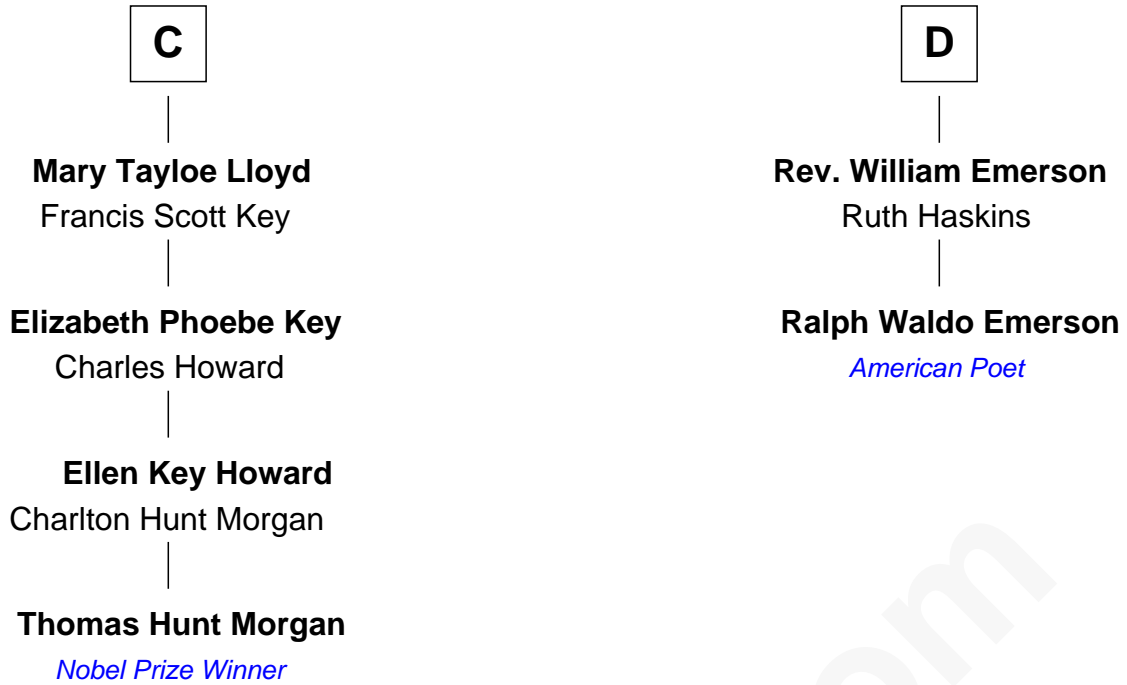 C
Mary Tayloe Lloyd
Francis Scott Key
Elizabeth Phoebe Key
Charles Howard
Ellen Key Howard
Charlton Hunt Morgan
Thomas Hunt Morgan
Nobel Prize Winner
D
Rev. William Emerson
Ruth Haskins
Ralph Waldo Emerson
American Poet
om